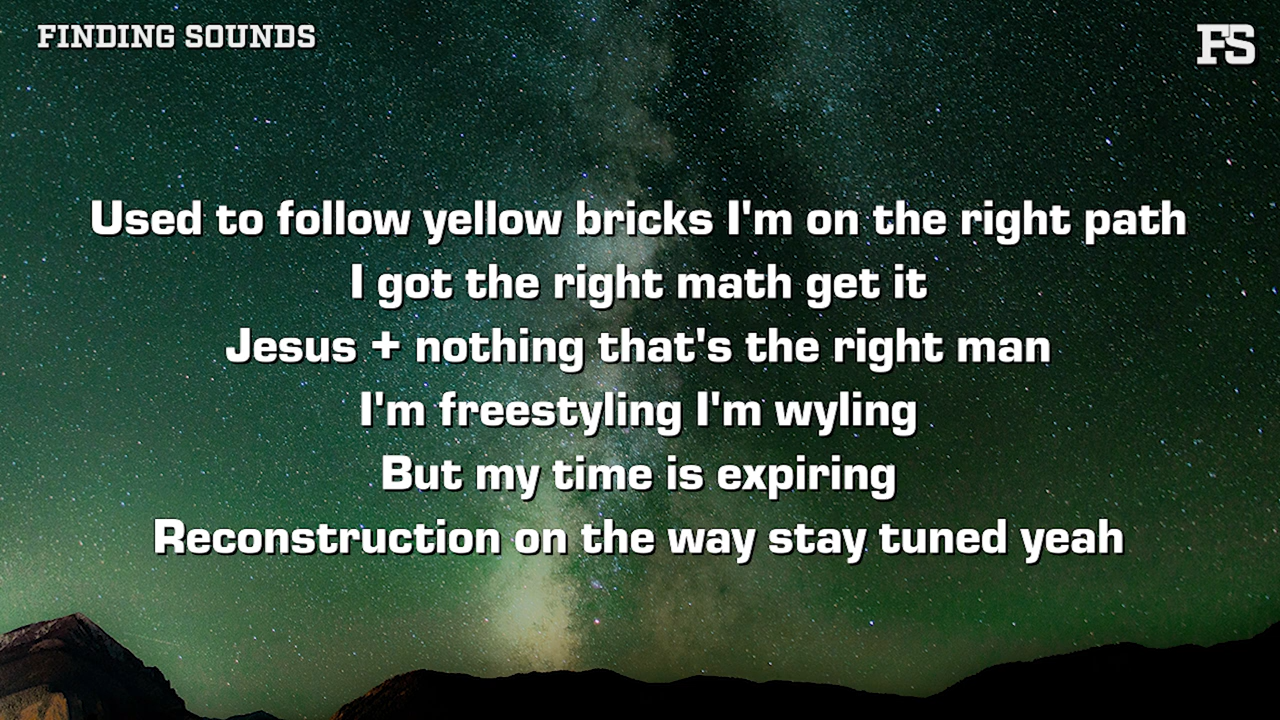 FINDING SOUNDS
FS
Used to follow yellow bricks I'm on the right path
I got the right math get it
Jesus + nothing that's the right man
I'm freestyling I'm wyling
But my time is expiring
Reconstruction on the way stay tuned yeah